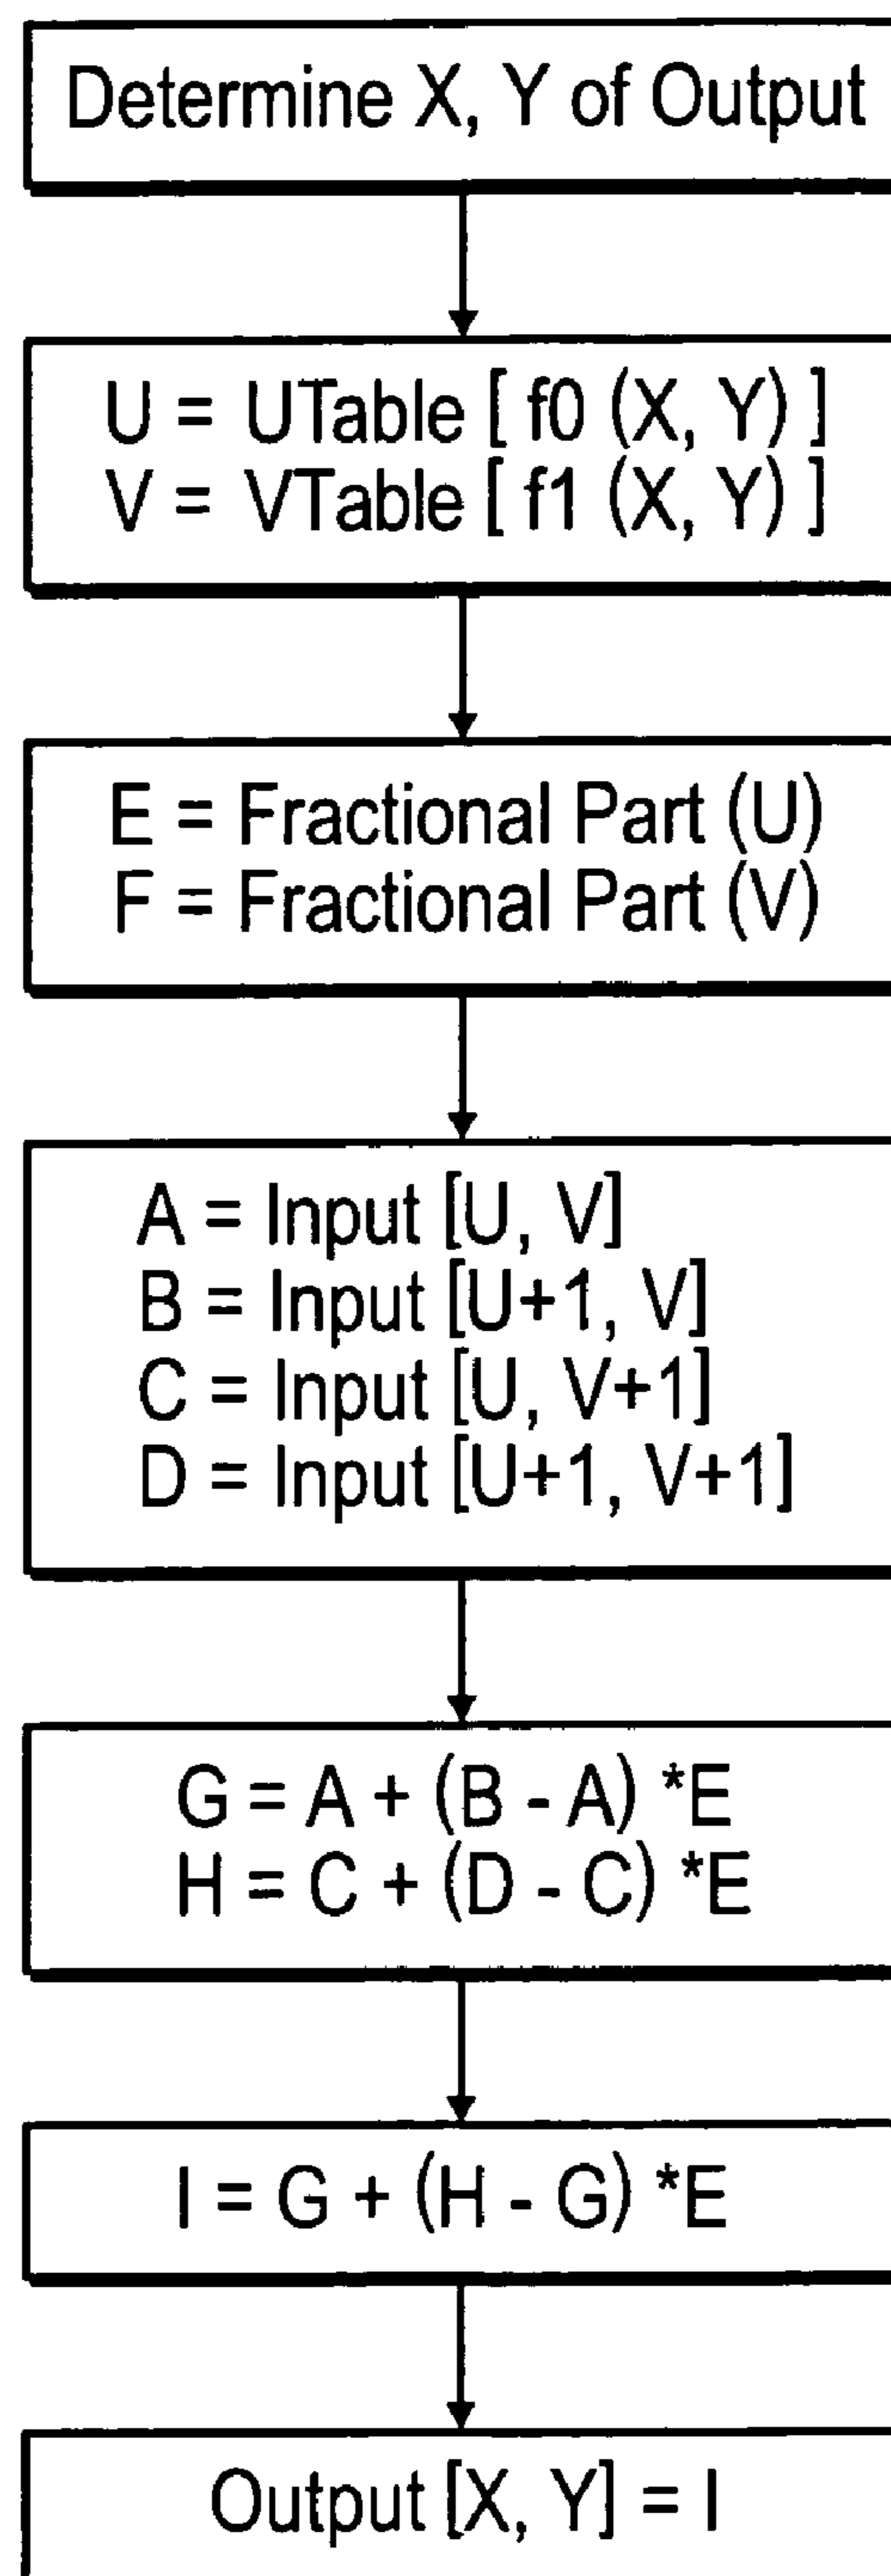 Determine X, Y of Output
U = UTable [ f0 (X, Y) ]
V = VTable [ f1 (X, Y) ]
E = Fractional Part (U)
F = Fractional Part (V)
A = Input [U, V]
B = Input [U+1, V]
C = Input [U, V+1]
D = Input [U+1, V+1]
G = A + (B - A) *E
H = C + (D - C) *E
I = G + (H - G) *E
Output [X, Y] = I